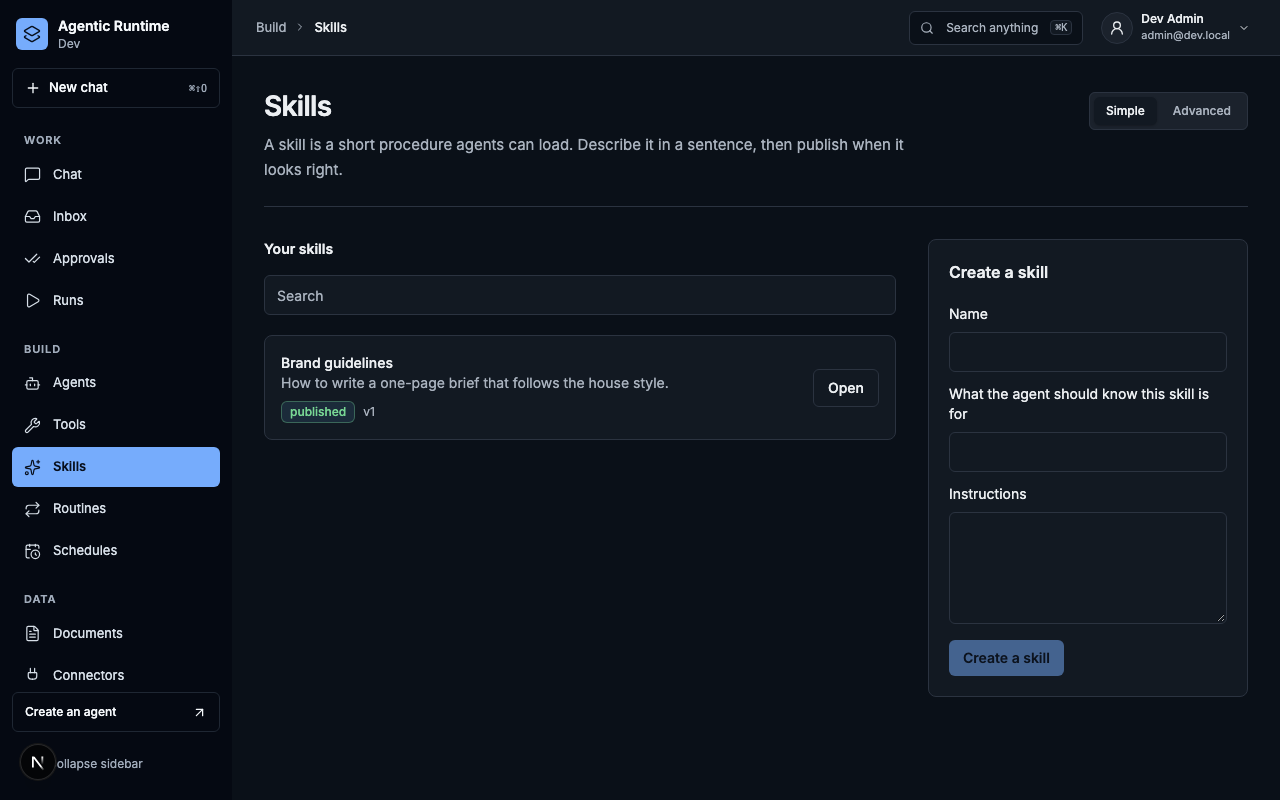 Agentic Runtime
Dev
New chat
⌘⇧O
WORK
Chat
Inbox
Approvals
Runs
BUILD
Agents
Tools
Skills
Routines
Schedules
DATA
Documents
Connectors
Create an agent
N
ollapse sidebar
Build
Skills
Search anything
⌘K
Dev Admin
admin@dev.local
Skills
A skill is a short procedure agents can load. Describe it in a sentence, then publish when it
looks right.
Simple
Advanced
Your skills
Search
Brand guidelines
How to write a one-page brief that follows the house style.
published v1
Open
Create a skill
Name
What the agent should know this skill is
for
Instructions
Create a skill